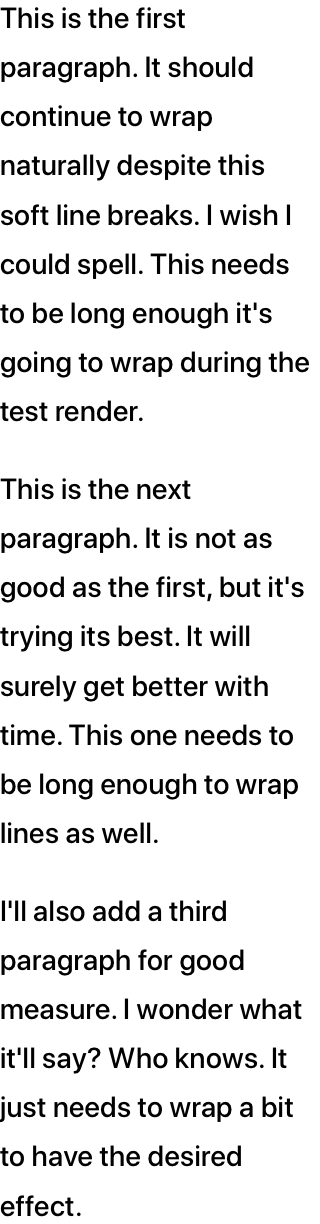 This is the first
paragraph. It should
continue to wrap
naturally despite this
soft line breaks. I wish I
could spell. This needs
to be long enough it's
going to wrap during the
test render.
This is the next
paragraph. It is not as
good as the first, but it's
trying its best. It will
surely get better with
time. This one needs to
be long enough to wrap
lines as well.
I'll also add a third
paragraph for good
measure. I wonder what
it'll say? Who knows. It
just needs to wrap a bit
to have the desired
effect.